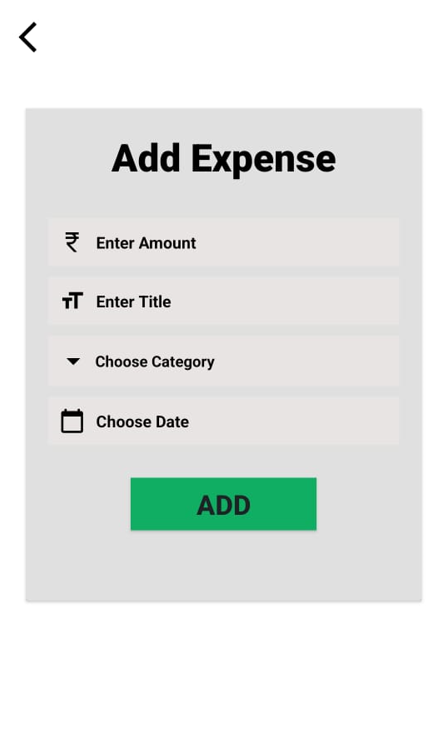 Add Expense
₹ Enter Amount
Enter Title
Choose Category
Choose Date
ADD